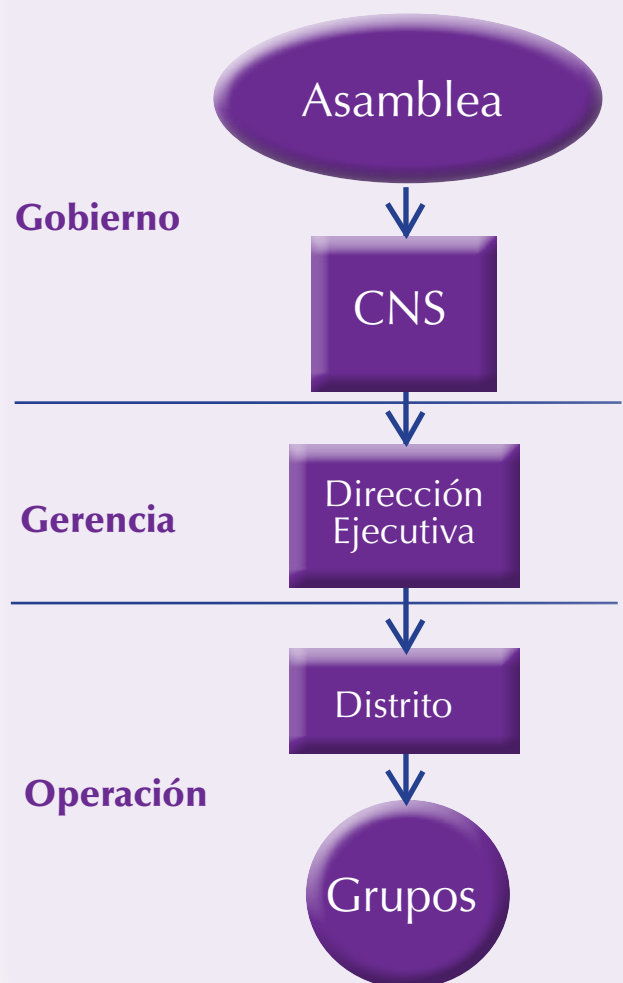 Asamblea
Gobierno
CNS
Dirección
Ejecutiva
Gerencia
Distrito
Operación
Grupos